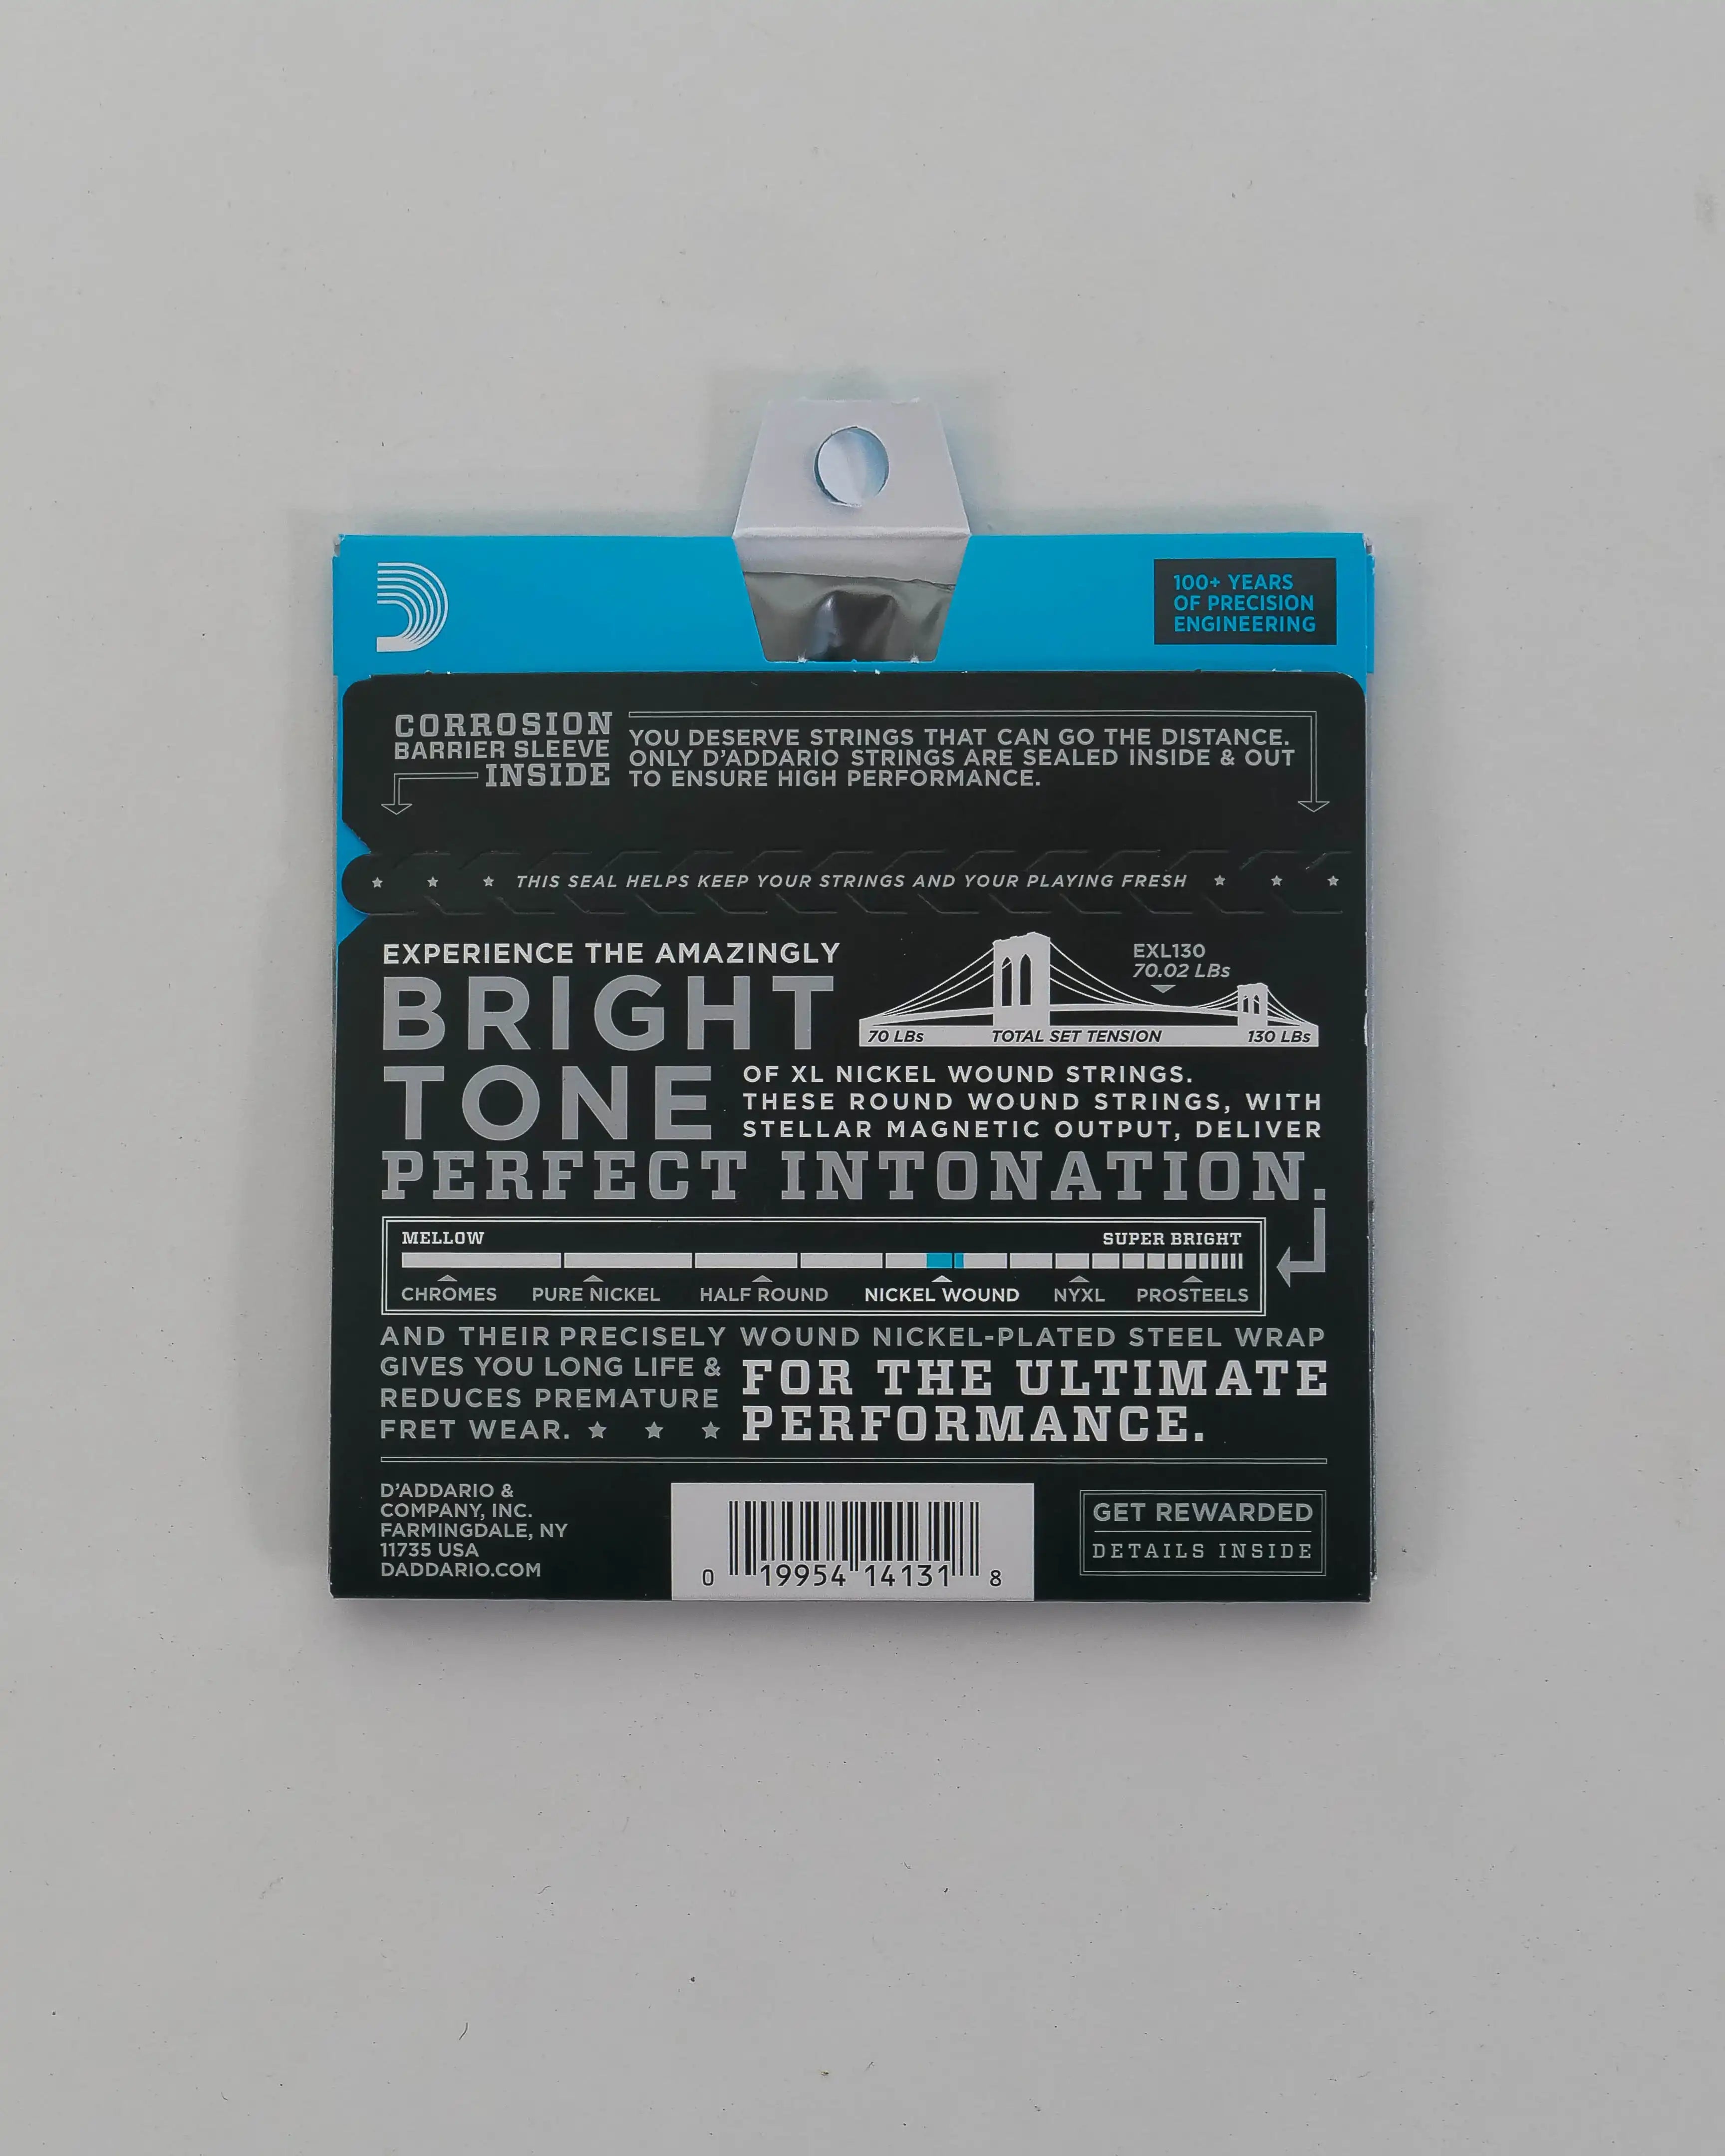 100+ YEARS
OF PRECISION
ENGINEERING
CORROSION
BARRIER SLEEVE
INSIDE
YOU DESERVE STRINGS THAT CAN GO THE DISTANCE.
ONLY D'ADDARIO STRINGS ARE SEALED INSIDE & OUT
TO ENSURE HIGH PERFORMANCE.
THIS SEAL HELPS KEEP YOUR STRINGS AND YOUR PLAYING FRESH
EXPERIENCE THE AMAZINGLY
BRIGHT
EXL130
70.02 LBs
70 LBs TOTAL SET TENSION 130 LBs
TONE
OF XL NICKEL WOUND STRINGS.
THESE ROUND WOUND STRINGS, WITH
STELLAR MAGNETIC OUTPUT, DELIVER
PERFECT INTONATION.
MELLOW SUPER BRIGHT
CHROMES PURE NICKEL HALF ROUND NICKEL WOUND NYXL PROSTEELS
AND THEIR PRECISELY WOUND NICKEL-PLATED STEEL WRAP
GIVES YOU LONG LIFE &
REDUCES PREMATURE
FRET WEAR.
FOR THE ULTIMATE
PERFORMANCE.
D'ADDARIO &
COMPANY, INC.
FARMINGDALE, NY
11735 USA
DADDARIO.COM
0 19954 14131 8
GET REWARDED
DETAILS INSIDE